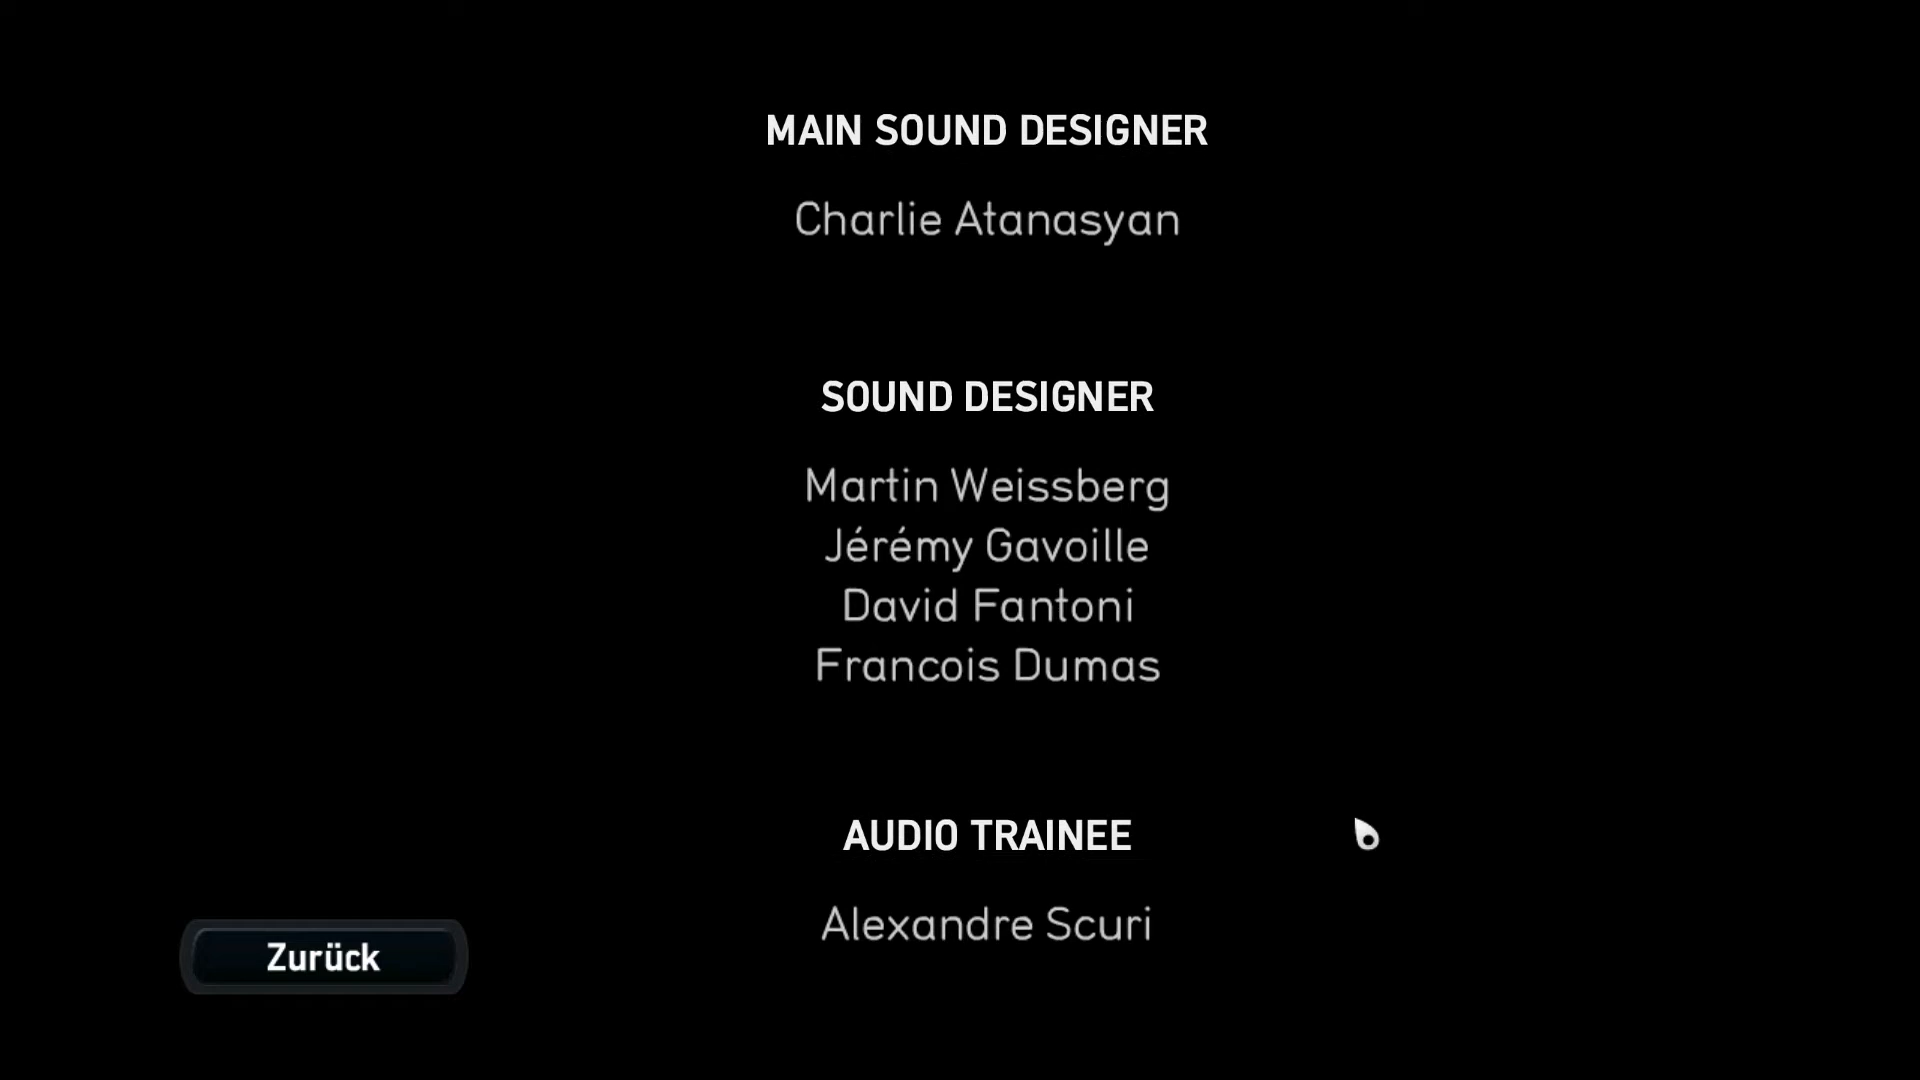 MAIN SOUND DESIGNER
Charlie Atanasyan
SOUND DESIGNER
Martin Weissberg
Jérémy Gavoille
David Fantoni
Francois Dumas
AUDIO TRAINEE
Alexandre Scuri
Zurück